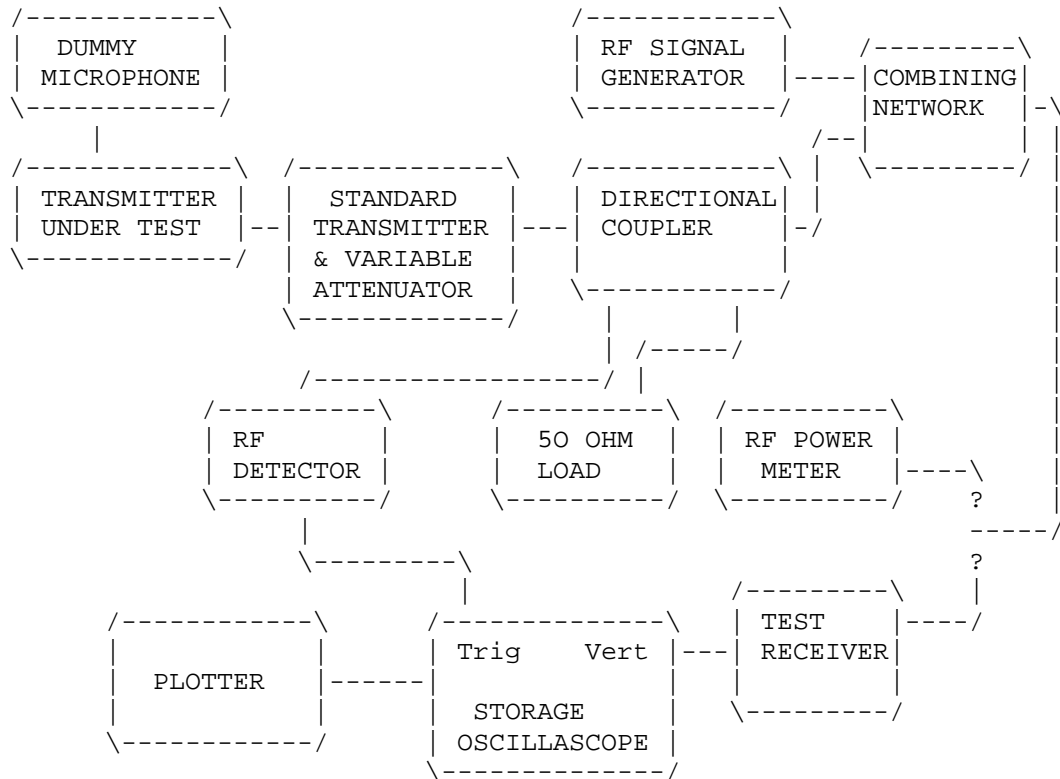 DUMMY
MICROPHONE
RF SIGNAL
GENERATOR
COMBINING
NETWORK
TRANSMITTER
UNDER TEST
STANDARD
TRANSMITTER
& VARIABLE
ATTENUATOR
DIRECTIONAL
COUPLER
RF
DETECTOR
50 OHM
LOAD
RF POWER
METER
?
?
TEST
RECEIVER
PLOTTER
Trig Vert
STORAGE
OSCILLASCOPE